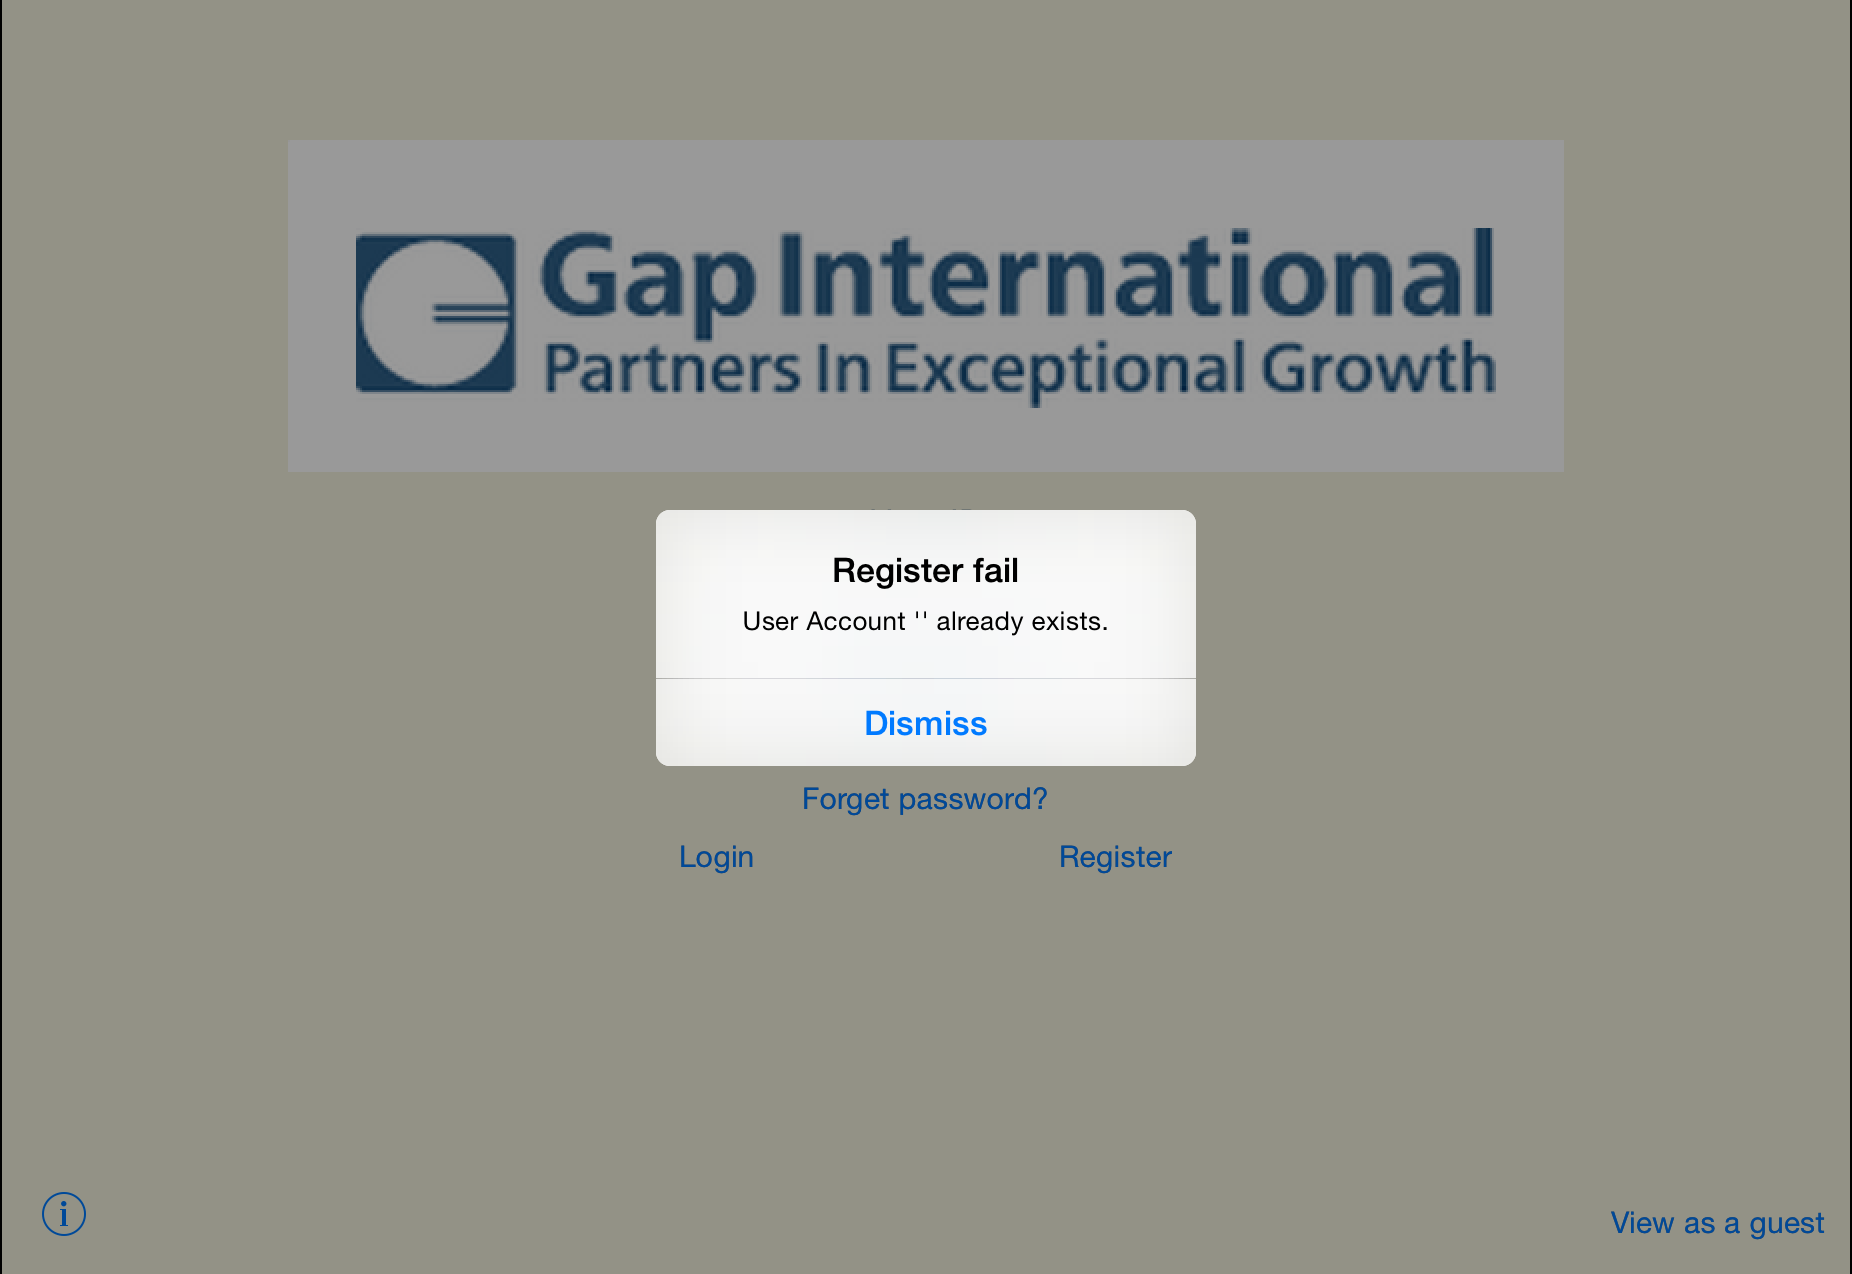 Gap International
Partners In Exceptional Growth
Register fail
User Account '' already exists.
Dismiss
Forget password?
Login
Register
i
View as a guest